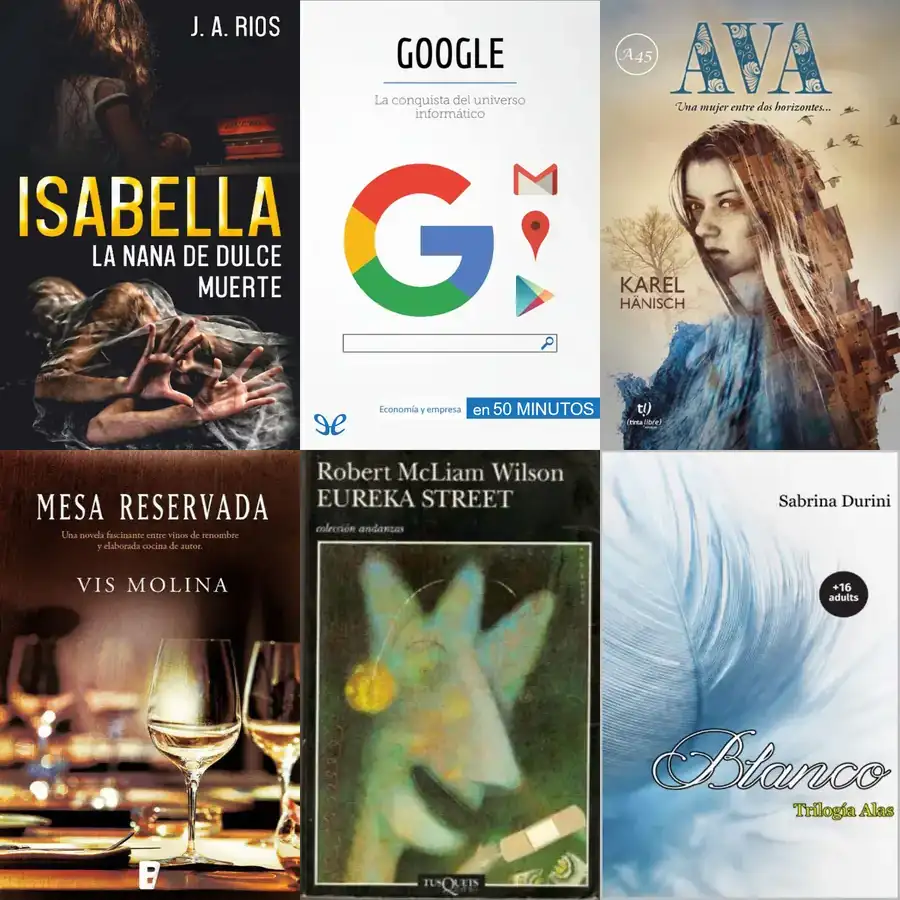 J. A. RIOS
ISABELLA
LA NANA DE DULCE
MUERTE
GOOGLE
La conquista del universo
informático
Economía y empresa
en 50 MINUTOS
A45
AVA
Una mujer entre dos horizontes...
KAREL
HÄNISCH
t()
(tinta libre)
MESA RESERVADA
Una novela fascinante entre vinos de renombre
y elaborada cocina de autor.
VIS MOLINA
B
Robert McLiam Wilson
EUREKA STREET
colección andanzas
TUSQUETS
Sabrina Durini
+16
adults
Blanco
Trilogía Alas